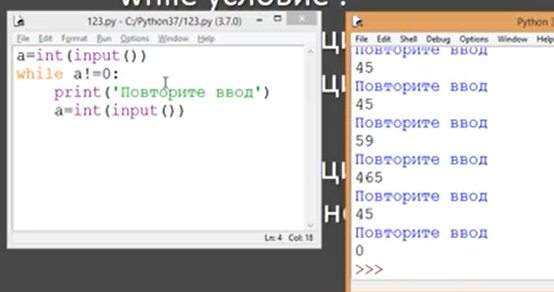 while условие :
123.py - C:/Python37/123.py (3.7.0)
File Edit Format Run Options Window Help
a=int(input())
while a!=0:
print('Повторите ввод')
a=int(input())
Ln: 4 Col: 18
Python 3
File Edit Shell Debug Options Window Help
Повторите ввод
45
Повторите ввод
45
Повторите ввод
59
Повторите ввод
465
Повторите ввод
45
Повторите ввод
0
>>>